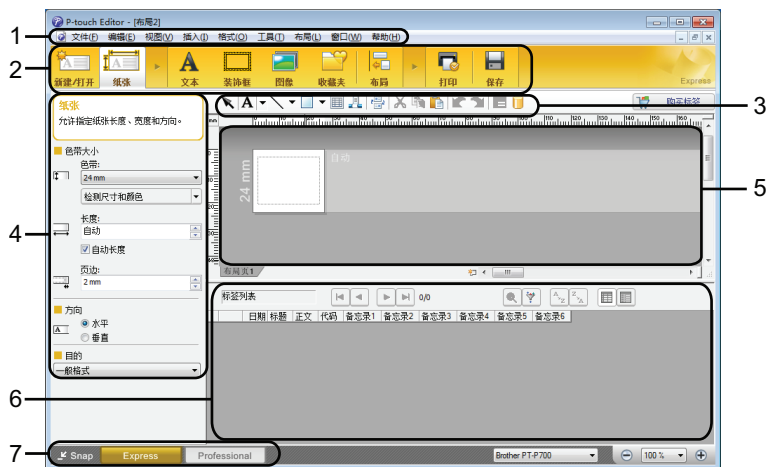 P-touch Editor - [布局2]
1
文件(F) 编辑(E) 视图(V) 插入(I) 格式(O) 工具(T) 布局(L) 窗口(W) 帮助(H)
2
新建/打开 纸张 文本 装饰框 图像 收藏夹 布局 打印 保存 Express
纸张
允许指定纸张长度、宽度和方向。
A
购买标签
3
mm
24 mm
自动
5
4
色带大小
色带:
24 mm
检测尺寸和颜色
长度:
自动
自动长度
页边:
2 mm
方向
水平
垂直
目的
一般格式
布局页1
标签列表 0/0
日期 标题 正文 代码 备忘录1 备忘录2 备忘录3 备忘录4 备忘录5 备忘录6
6
7
Snap Express Professional Brother PT-P700 100 %